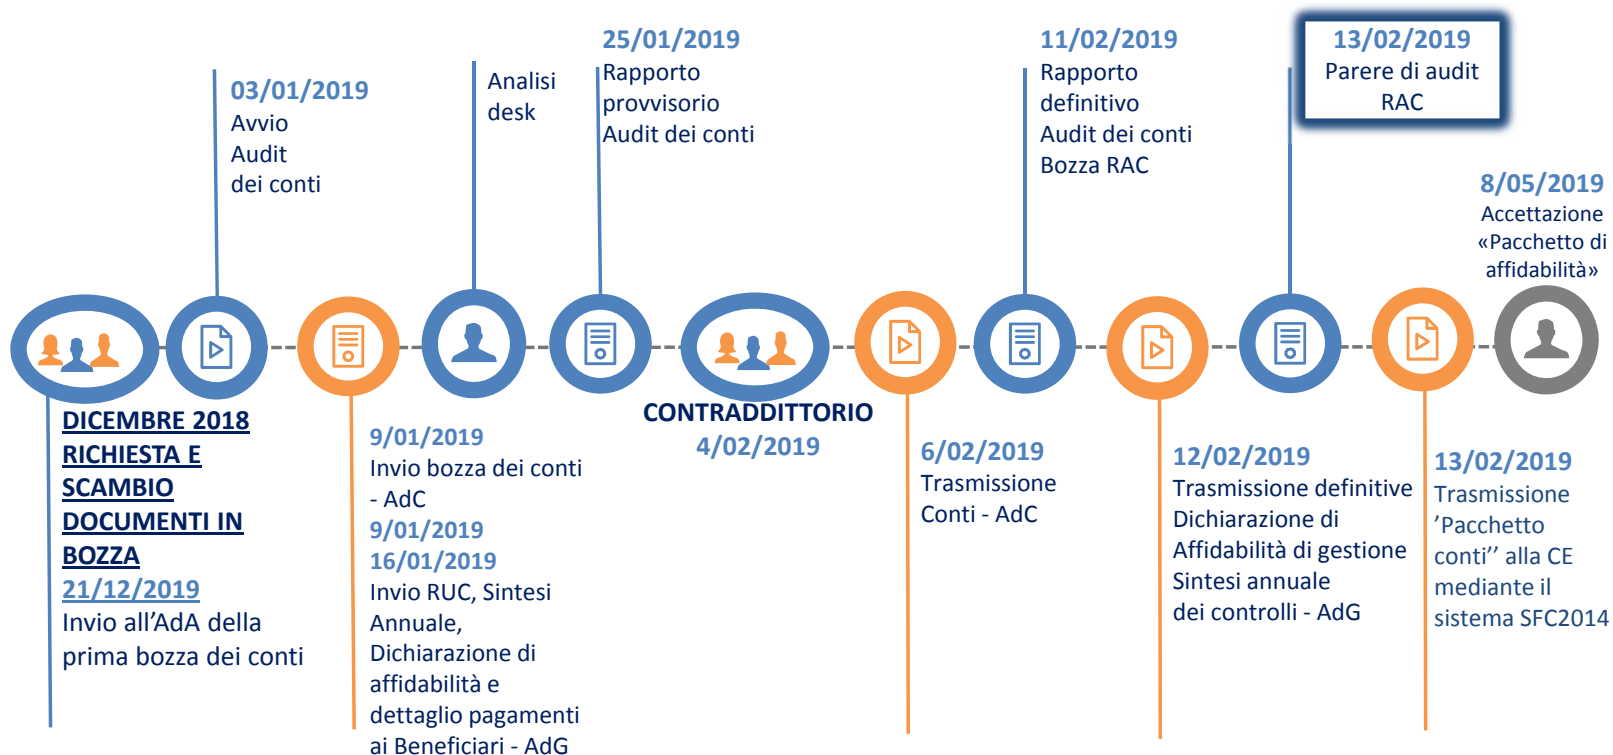 03/01/2019
Avvio
Audit
dei conti
Analisi
desk
25/01/2019
Rapporto
provvisorio
Audit dei conti
11/02/2019
Rapporto
definitivo
Audit dei conti
Bozza RAC
13/02/2019
Parere di audit
RAC
8/05/2019
Accettazione
«Pacchetto di
affidabilità»
DICEMBRE 2018
RICHIESTA E
SCAMBIO
DOCUMENTI IN
BOZZA
21/12/2019
Invio all'AdA della
prima bozza dei conti
9/01/2019
Invio bozza dei conti
- AdC
9/01/2019
16/01/2019
Invio RUC, Sintesi
Annuale,
Dichiarazione di
affidabilità e
dettaglio pagamenti
ai Beneficiari - AdG
CONTRADDITTORIO
4/02/2019
6/02/2019
Trasmissione
Conti - AdC
12/02/2019
Trasmissione definitive
Dichiarazione di
Affidabilità di gestione
Sintesi annuale
dei controlli - AdG
13/02/2019
Trasmissione
’Pacchetto
conti’’ alla CE
mediante il
sistema SFC2014